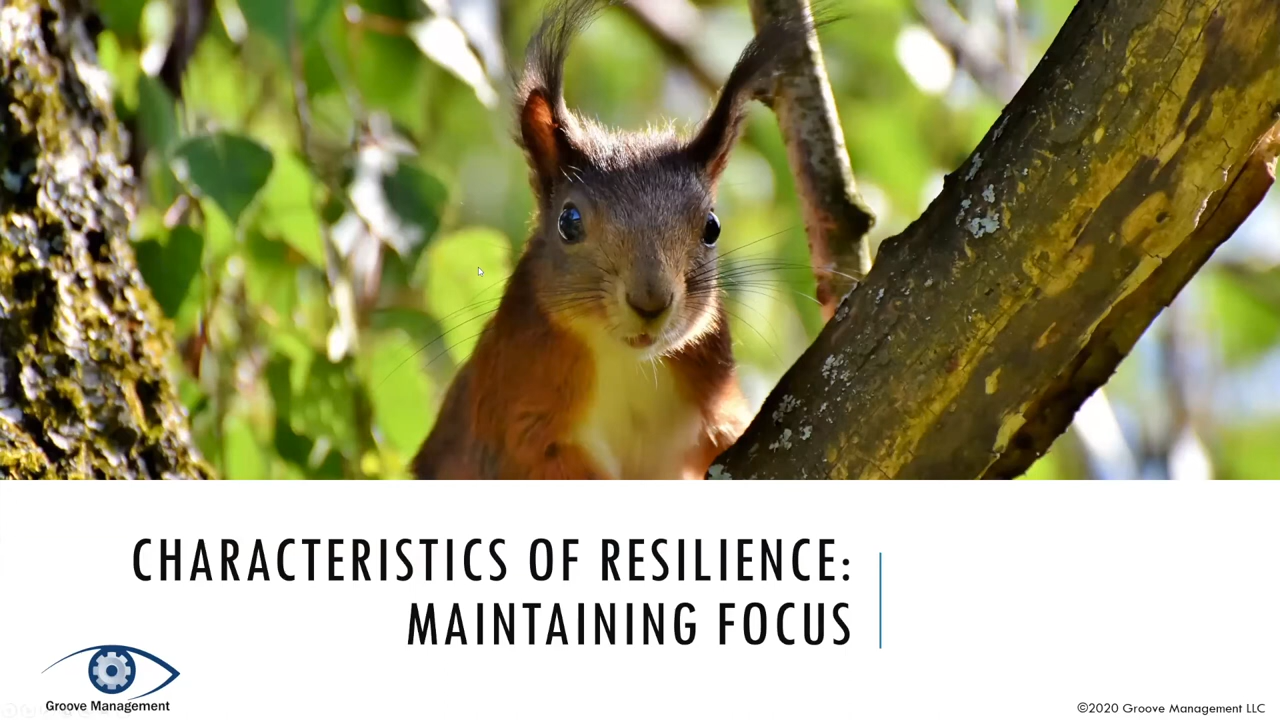 CHARACTERISTICS OF RESILIENCE:
MAINTAINING FOCUS
Groove Management
©2020 Groove Management LLC